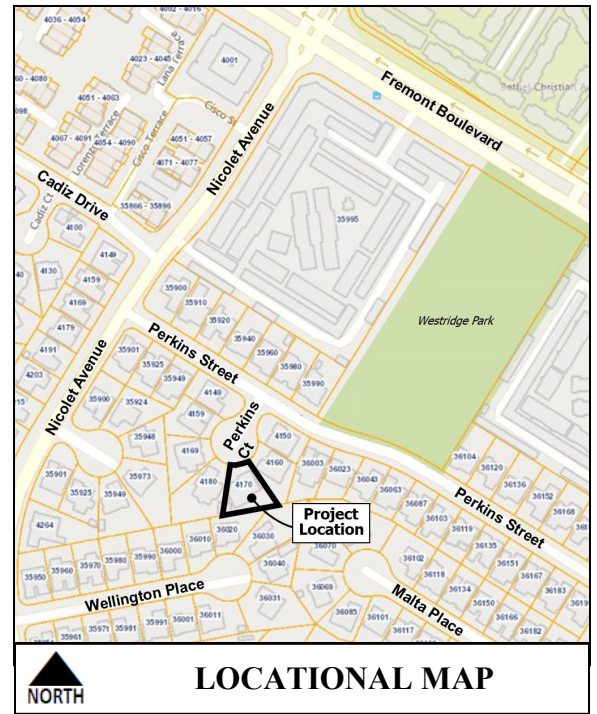 4036 - 4054
4002 - 4016
Lana Terrace
4023 - 4045
4001
4051 - 4063
Cisco St
Bethel Christian A
Fremont Boulevard
Lorenzo Terrace
4067 - 4091
4054 - 4090
Cisco Terrace
4051 - 4057
4071 - 4077
Nicolet Avenue
Cadiz Drive
Cadiz Ct
35866 - 35896
35995
4100
4149
4130
4159
4169
35900
35910
35920
35940
35960
35980
35990
Westridge Park
4179
4191
4203
Nicolet Avenue
Perkins Street
35901
35925
35949
4149
4159
35900
35924
35948
4169
Perkins
Ct
4150
4160
4170
4180
36003
36023
36043
36063
36087
36103
36119
36135
36151
36167
36183
36104
36120
36136
36152
36168
Perkins Street
35901
35925
35949
35973
4264
Project
Location
36020
36010
36030
36040
36070
36000
35990
35980
35970
35960
35950
Wellington Place
36031
36069
36085
36101
36117
36102
36118
36134
36150
36166
36182
Malta Place
35961
35971
35981
35991
36001
36011
NORTH
LOCATIONAL MAP